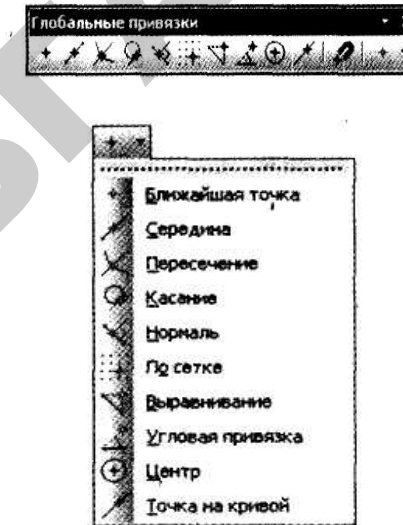 Глобальные привязки
Ближайшая точка
Середина
Пересечение
Касание
Нормаль
По сетке
Выравнивание
Угловая привязка
Центр
Точка на кривой